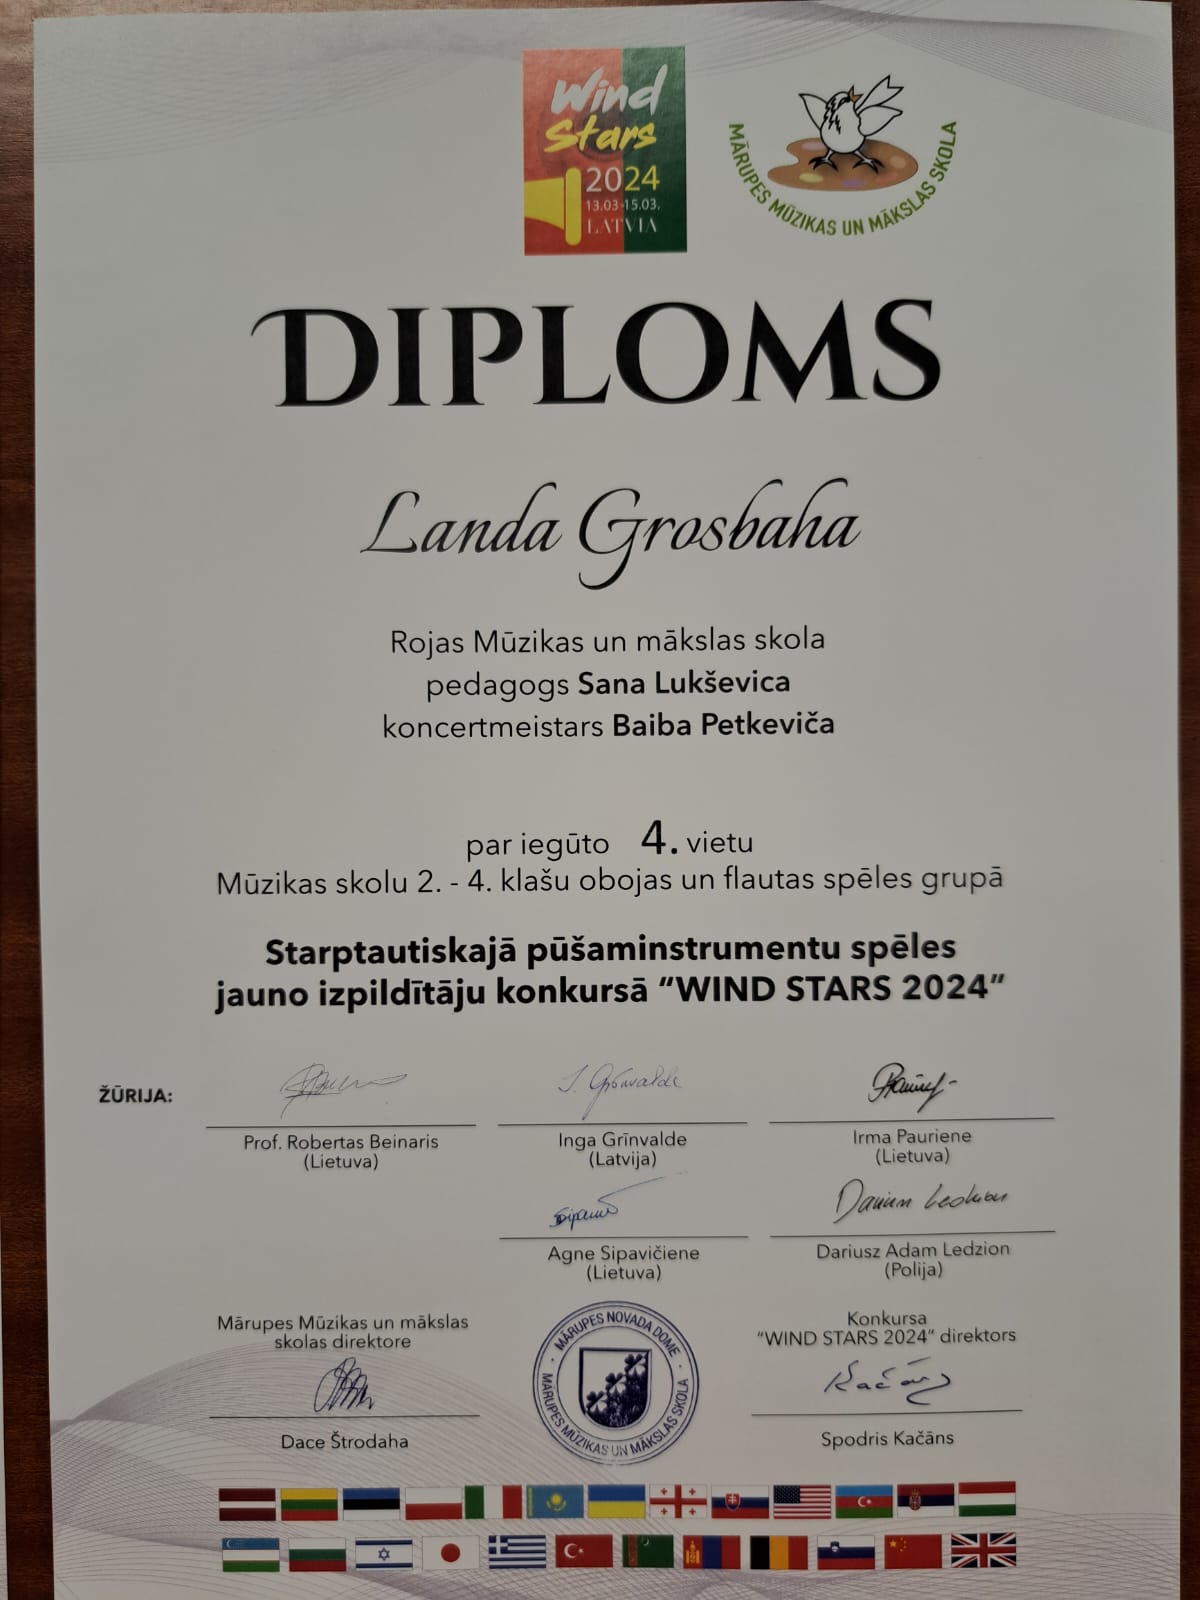 Wind
Stars
2024
13.03-15.03.
LATVIA
MĀRUPES MŪZIKAS UN MĀKSLAS SKOLA
DIPLOMS
Landa Grosbaha
Rojas Mūzikas un mākslas skola
pedagogs Sana Lukševica
koncertmeistars Baiba Petkeviča
par iegūto 4. vietu
Mūzikas skolu 2. - 4. klašu obojas un flautas spēles grupā
Starptautiskajā pūšaminstrumentu spēles
jauno izpildītāju konkursā “WIND STARS 2024”
ŽŪRIJA:
I. Grīnvalde
Prof. Robertas Beinaris
(Lietuva)
Inga Grīnvalde
(Latvija)
Irma Pauriene
(Lietuva)
Agne Sipavičiene
(Lietuva)
Dariusz Adam Ledzion
(Polija)
Mārupes Mūzikas un mākslas
skolas direktore
Dace Štrodaha
MĀRUPES NOVADA DOME
MĀRUPES MŪZIKAS UN MĀKSLAS SKOLA
Konkursa
“WIND STARS 2024” direktors
Kačāns
Spodris Kačāns